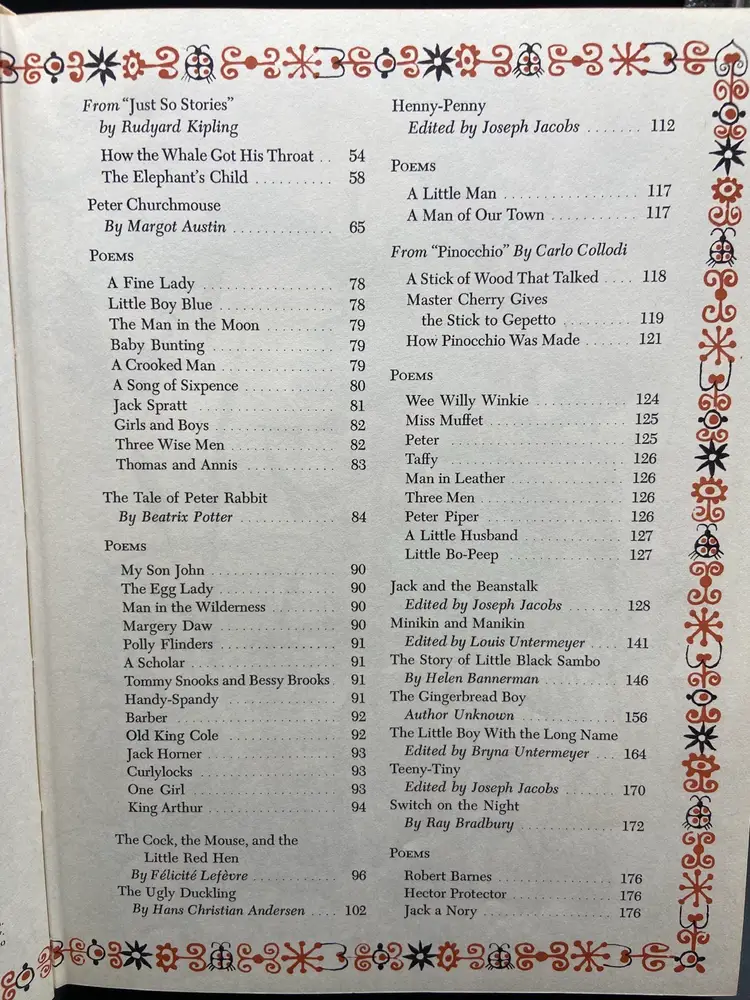 From "Just So Stories"
by Rudyard Kipling
How the Whale Got His Throat . . 54
The Elephant's Child . . . . . . . . . . 58
Peter Churchmouse
By Margot Austin . . . . . . . . . . . . . 65
POEMS
A Fine Lady . . . . . . . . . . . . . . . . . 78
Little Boy Blue . . . . . . . . . . . . . . 78
The Man in the Moon . . . . . . . . . . 79
Baby Bunting . . . . . . . . . . . . . . . 79
A Crooked Man . . . . . . . . . . . . . . 79
A Song of Sixpence . . . . . . . . . . . . 80
Jack Spratt . . . . . . . . . . . . . . . . . 81
Girls and Boys . . . . . . . . . . . . . . . 82
Three Wise Men . . . . . . . . . . . . . . 82
Thomas and Annis . . . . . . . . . . . . 83
The Tale of Peter Rabbit
By Beatrix Potter . . . . . . . . . . . . . 84
POEMS
My Son John . . . . . . . . . . . . . . . . 90
The Egg Lady . . . . . . . . . . . . . . . 90
Man in the Wilderness . . . . . . . . . . 90
Margery Daw . . . . . . . . . . . . . . . 90
Polly Flinders . . . . . . . . . . . . . . . 91
A Scholar . . . . . . . . . . . . . . . . . . 91
Tommy Snooks and Bessy Brooks . 91
Handy-Spandy . . . . . . . . . . . . . . . 91
Barber . . . . . . . . . . . . . . . . . . . . 92
Old King Cole . . . . . . . . . . . . . . . 92
Jack Horner . . . . . . . . . . . . . . . . . 93
Curlylocks . . . . . . . . . . . . . . . . . 93
One Girl . . . . . . . . . . . . . . . . . . . 93
King Arthur . . . . . . . . . . . . . . . . . 94
The Cock, the Mouse, and the
Little Red Hen
By Félicité Lefèvre . . . . . . . . . . . . 96
The Ugly Duckling
By Hans Christian Andersen . . . . 102
Henny-Penny
Edited by Joseph Jacobs . . . . . . . 112
POEMS
A Little Man . . . . . . . . . . . . . . . . 117
A Man of Our Town . . . . . . . . . . . 117
From "Pinocchio" By Carlo Collodi
A Stick of Wood That Talked . . . . 118
Master Cherry Gives
the Stick to Gepetto . . . . . . . . . 119
How Pinocchio Was Made . . . . . . 121
POEMS
Wee Willy Winkie . . . . . . . . . . . . . 124
Miss Muffet . . . . . . . . . . . . . . . . . 125
Peter . . . . . . . . . . . . . . . . . . . . . 125
Taffy . . . . . . . . . . . . . . . . . . . . . 126
Man in Leather . . . . . . . . . . . . . . . 126
Three Men . . . . . . . . . . . . . . . . . 126
Peter Piper . . . . . . . . . . . . . . . . . 126
A Little Husband . . . . . . . . . . . . . 127
Little Bo-Peep . . . . . . . . . . . . . . . 127
Jack and the Beanstalk
Edited by Joseph Jacobs . . . . . . . 128
Minikin and Manikin
Edited by Louis Untermeyer . . . . 141
The Story of Little Black Sambo
By Helen Bannerman . . . . . . . . . . 146
The Gingerbread Boy
Author Unknown . . . . . . . . . . . . . 156
The Little Boy With the Long Name
Edited by Bryna Untermeyer . . . 164
Teeny-Tiny
Edited by Joseph Jacobs . . . . . . . . 170
Switch on the Night
By Ray Bradbury . . . . . . . . . . . . . 172
POEMS
Robert Barnes . . . . . . . . . . . . . . . 176
Hector Protector . . . . . . . . . . . . . 176
Jack a Nory . . . . . . . . . . . . . . . . . 176